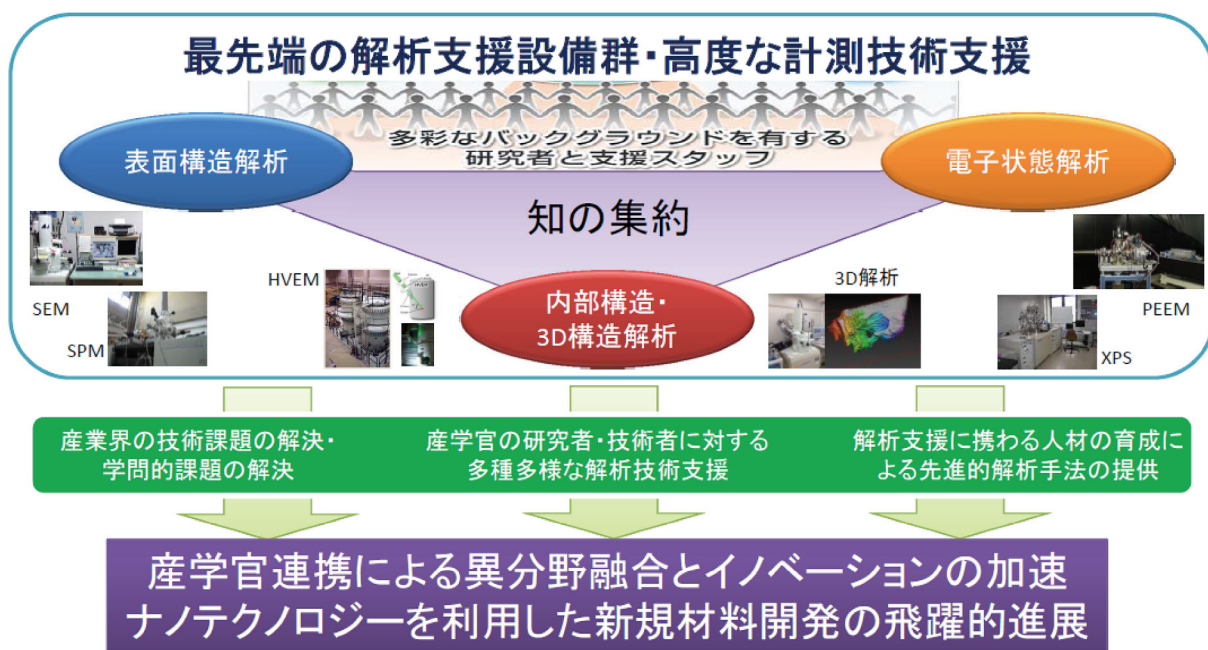 最先端の解析支援設備群・高度な計測技術支援
多彩なバックグラウンドを有する
研究者と支援スタッフ
表面構造解析
電子状態解析
知の集約
SEM
SPM
HVEM
内部構造・
3D構造解析
3D解析
PEEM
XPS
産業界の技術課題の解決・
学問的課題の解決
産学官の研究者・技術者に対する
多種多様な解析技術支援
解析支援に携わる人材の育成に
よる先進的解析手法の提供
産学官連携による異分野融合とイノベーションの加速
ナノテクノロジーを利用した新規材料開発の飛躍的進展